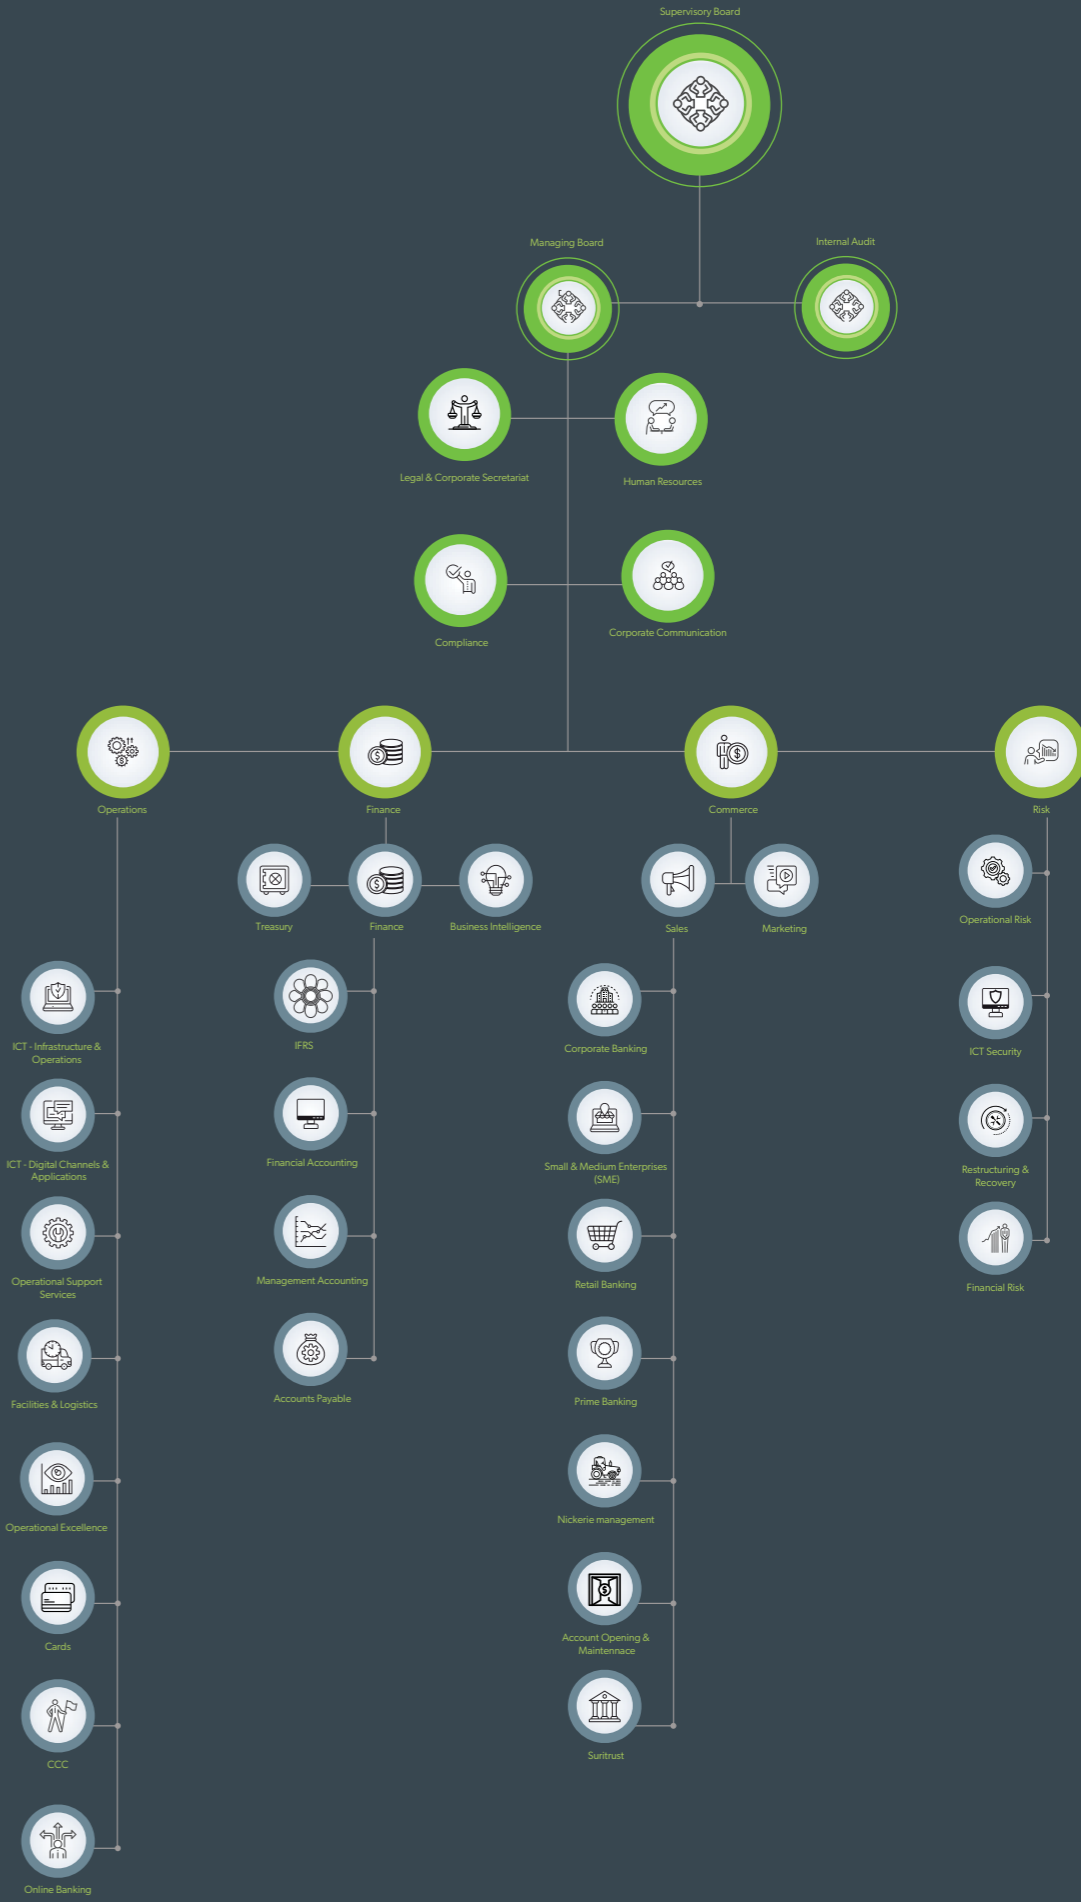 Supervisory Board
Managing Board
Internal Audit
Legal & Corporate Secretariat
Human Resources
Compliance
Corporate Communication
Operations
Finance
Commerce
Risk
Treasury
Finance
Business Intelligence
Sales
Marketing
Operational Risk
ICT - Infrastructure &
Operations
IFRS
Corporate Banking
ICT Security
ICT - Digital Channels &
Applications
Financial Accounting
Small & Medium Enterprises
(SME)
Restructuring &
Recovery
Operational Support
Services
Management Accounting
Retail Banking
Financial Risk
Facilities & Logistics
Accounts Payable
Prime Banking
Operational Excellence
Nickerie management
Cards
Account Opening &
Maintennace
CCC
Suritrust
Online Banking